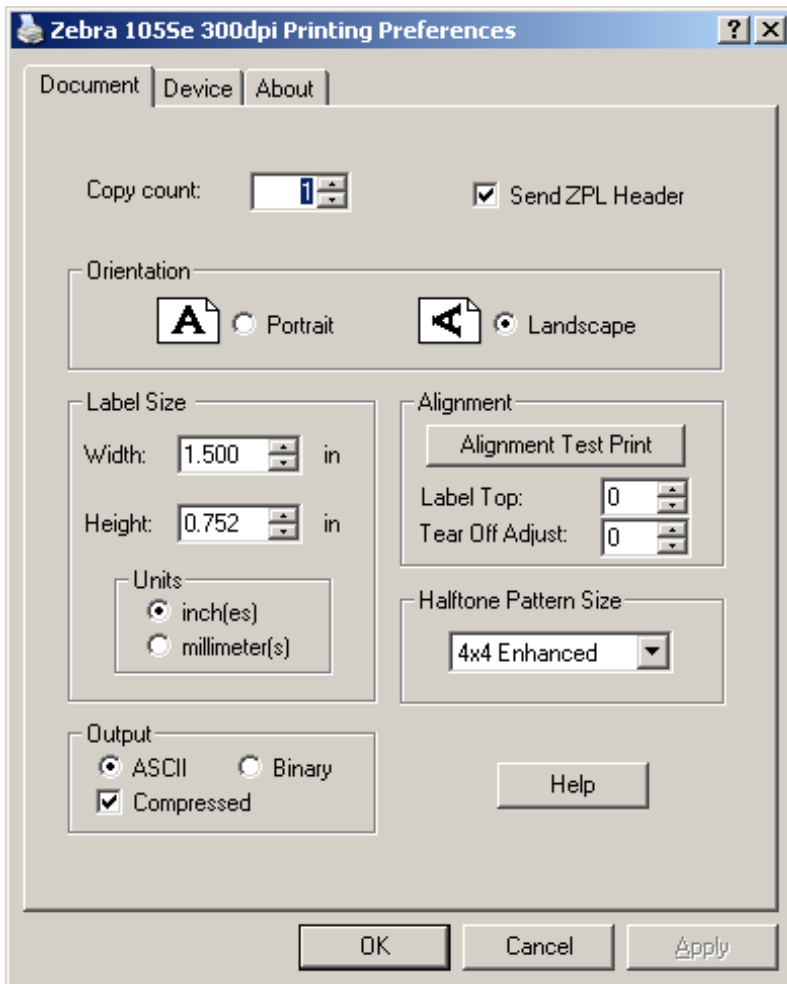 Zebra 105Se 300dpi Printing Preferences
Document Device About
Copy count: 1
Send ZPL Header
Orientation
A Portrait
A Landscape
Label Size
Width: 1.500 in
Height: 0.752 in
Units
inch(es)
millimeter(s)
Alignment
Alignment Test Print
Label Top: 0
Tear Off Adjust: 0
Halftone Pattern Size
4x4 Enhanced
Output
ASCII Binary
Compressed
Help
OK Cancel Apply